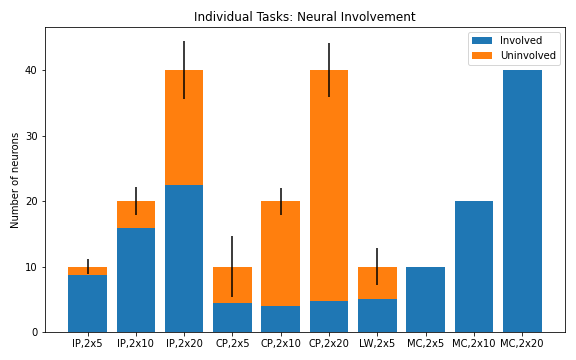 Individual Tasks: Neural Involvement
Involved
Uninvolved
Number of neurons
40
30
20
10
0
IP,2x5 IP,2x10 IP,2x20 CP,2x5 CP,2x10 CP,2x20 LW,2x5 MC,2x5 MC,2x10 MC,2x20